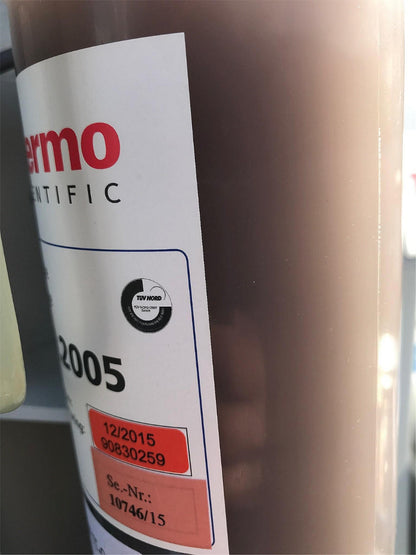 ermo
ENTIFIC
TÜV NORD
2005
12/2015
90830259
Se.-Nr.:
10746/15